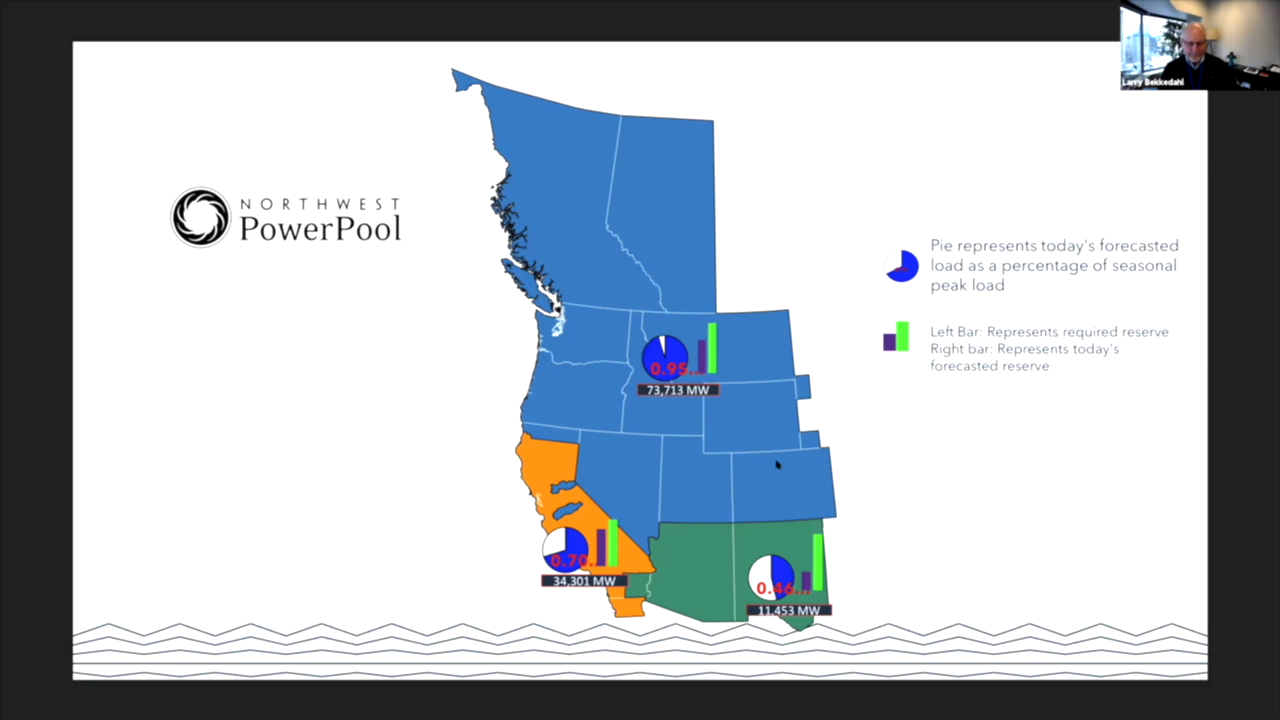 Larry Bekkedahl
NORTHWEST
PowerPool
Pie represents today's forecasted
load as a percentage of seasonal
peak load
Left Bar: Represents required reserve
Right bar: Represents today's
forecasted reserve
0.95...
73,713 MW
0.70...
34,301 MW
0.46...
11,453 MW